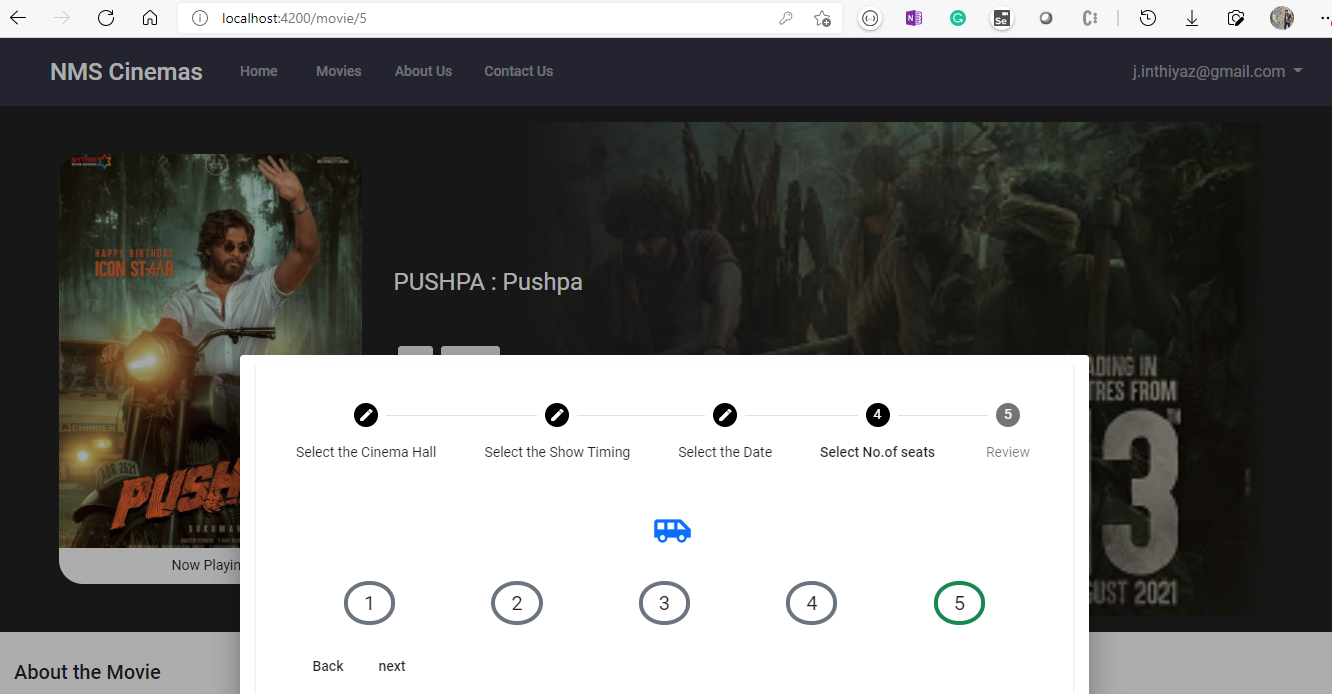 localhost:4200/movie/5
NMS Cinemas
Home
Movies
About Us
Contact Us
j.inthiyaz@gmail.com
HAPPY BIRTHDAY
ICON STAAR
PUSHPA : Pushpa
ADING IN
TRES FROM
3
UST 2021
PUSH
SUKUMAR
Now Playin
4
5
Select the Cinema Hall
Select the Show Timing
Select the Date
Select No.of seats
Review
1
2
3
4
5
Back
next
About the Movie